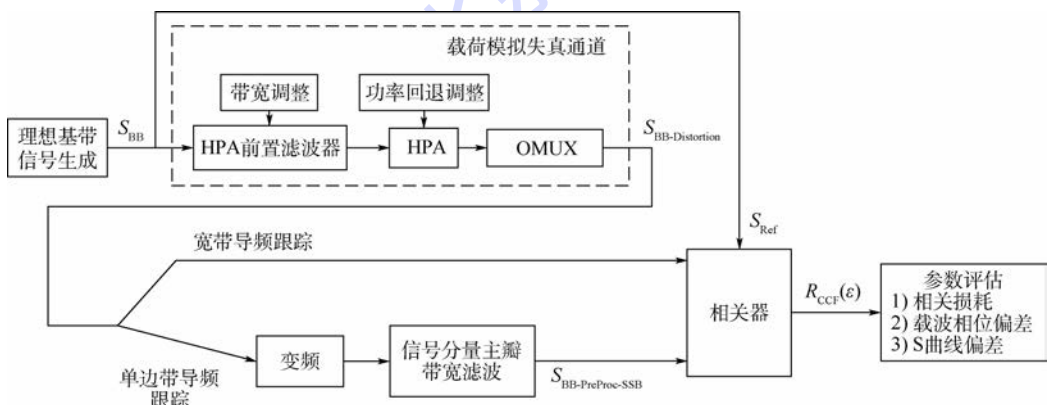 载荷模拟失真通道
带宽调整
功率回退调整
理想基带
信号生成
S_BB
HPA前置滤波器
HPA
OMUX
S_BB-Distortion
宽带导频跟踪
S_Ref
相关器
R_CCF(ε)
参数评估
1) 相关损耗
2) 载波相位偏差
3) S曲线偏差
单边带导频
跟踪
变频
信号分量主瓣
带宽滤波
S_BB-PreProc-SSB